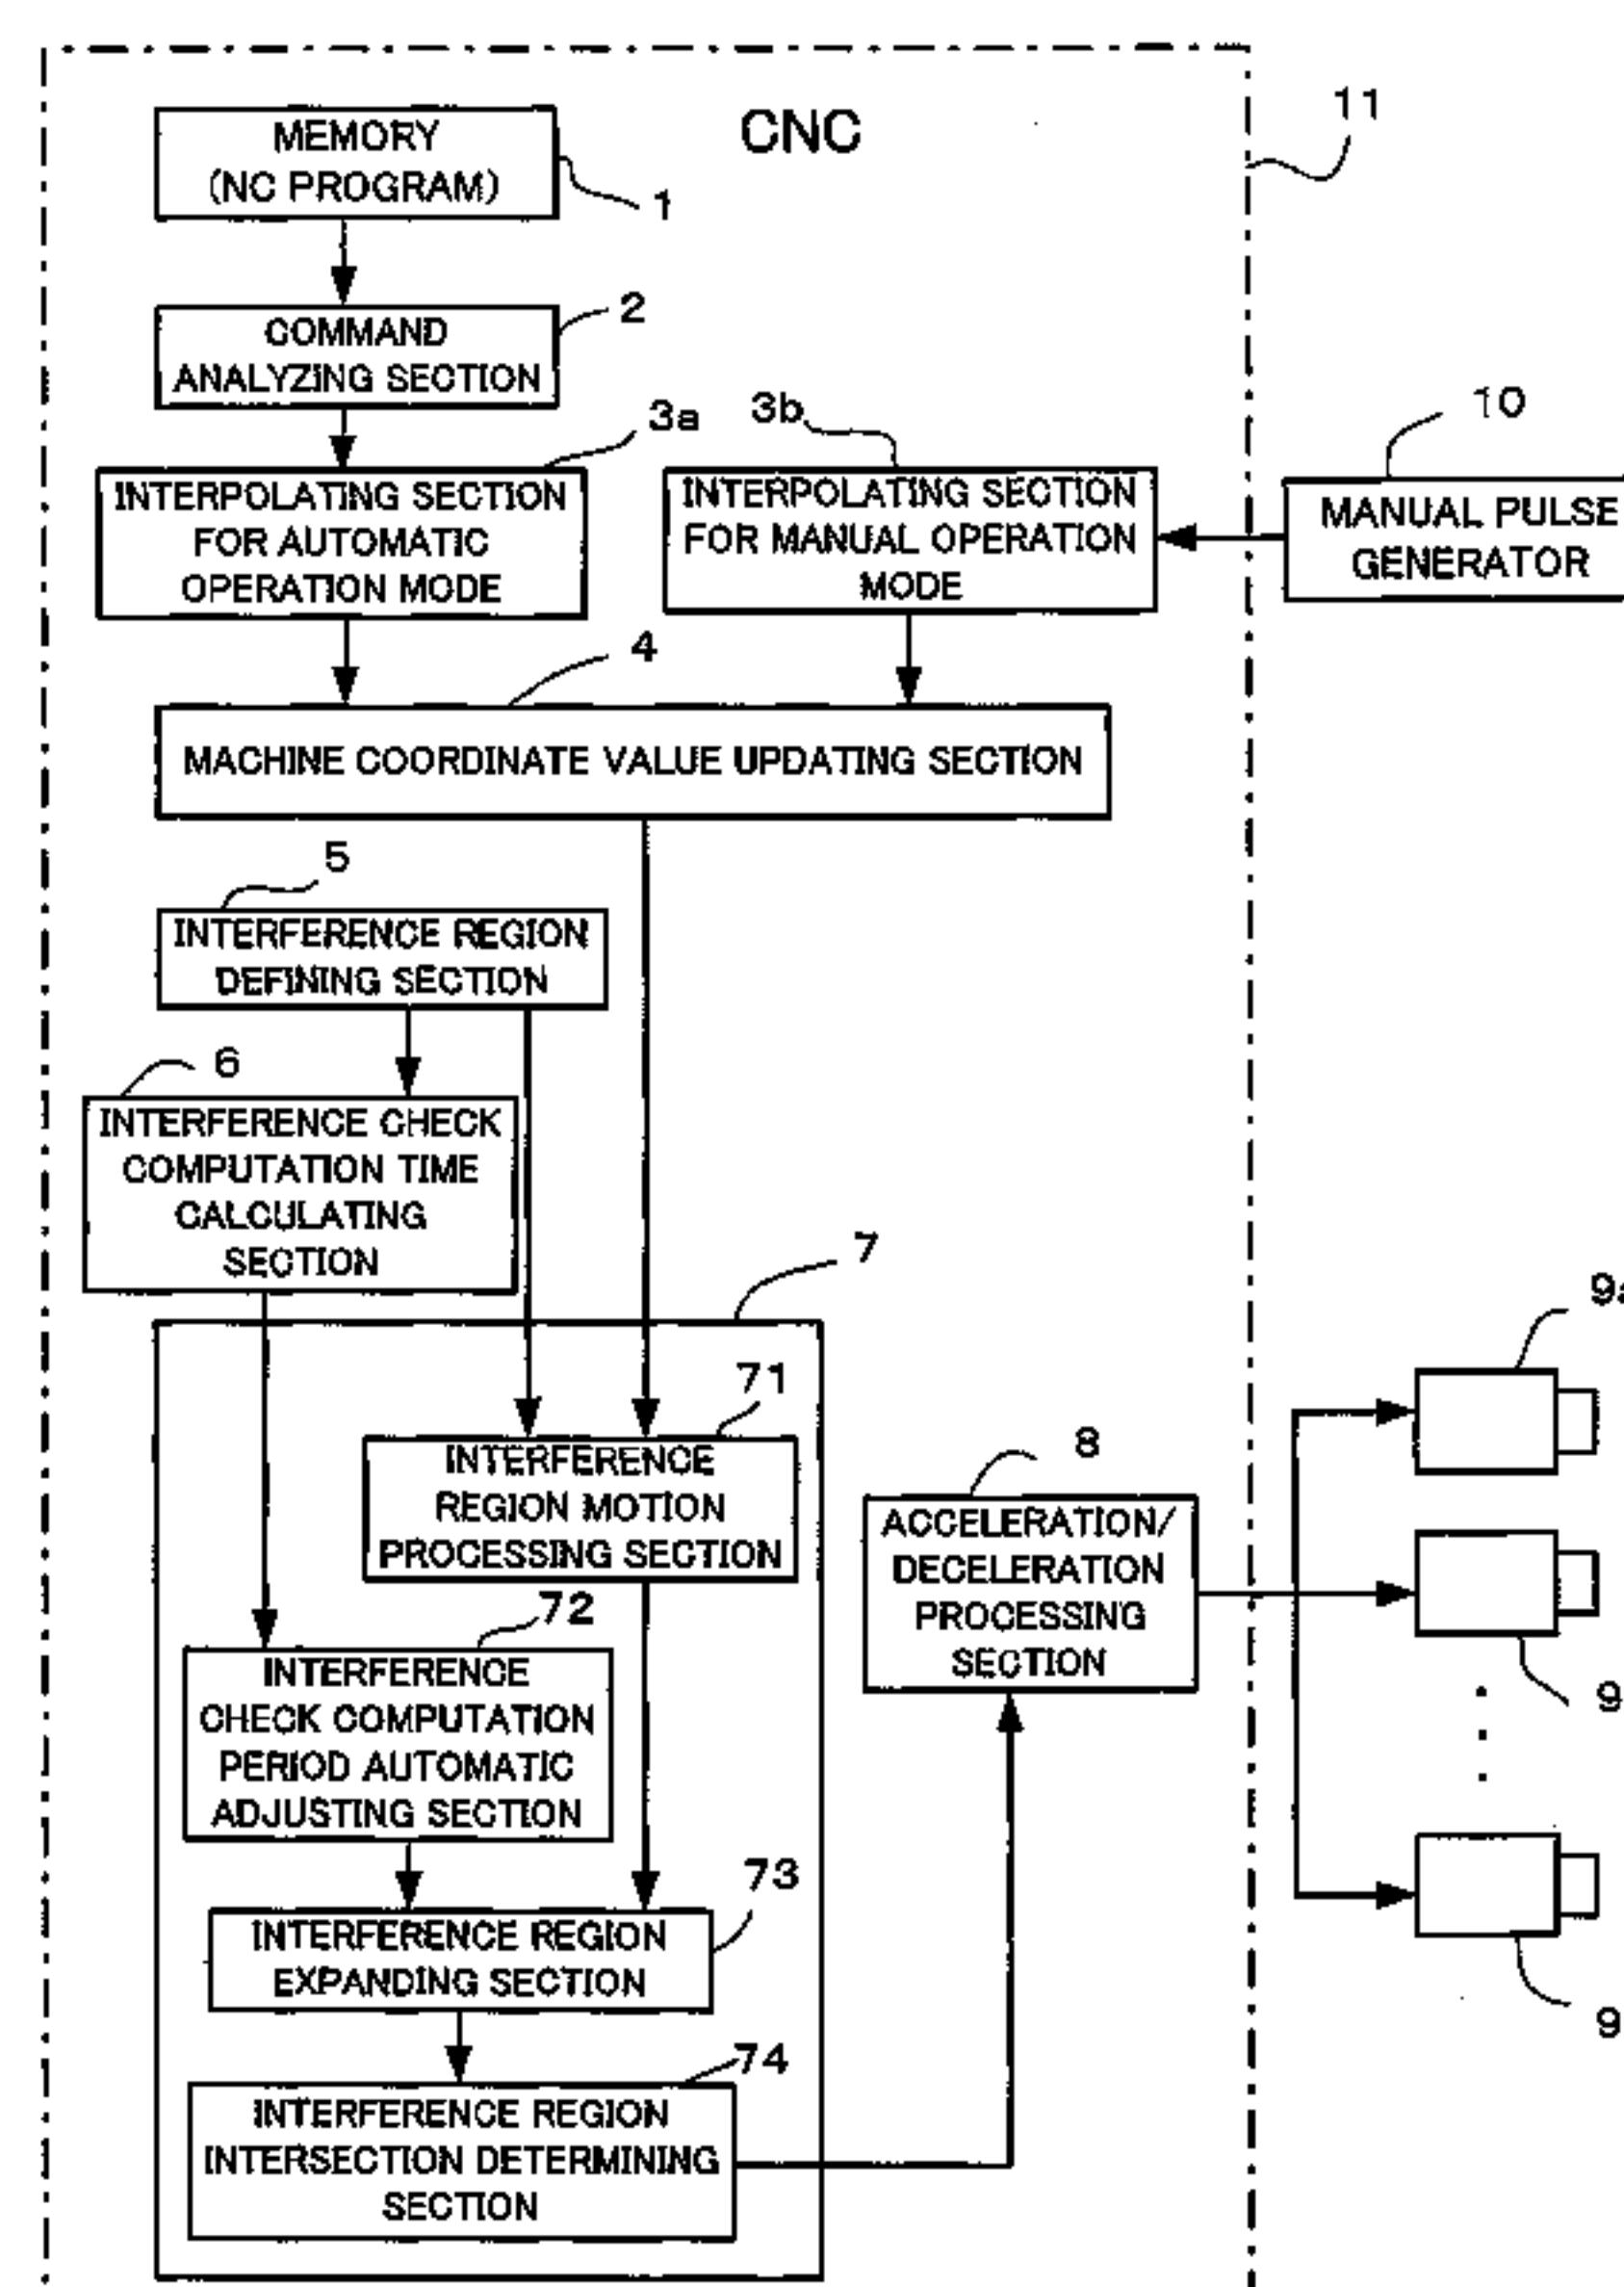 CNC
11
MEMORY
(NC PROGRAM)
1
COMMAND
ANALYZING SECTION
2
3a
3b
10
INTERPOLATING SECTION
FOR AUTOMATIC
OPERATION MODE
INTERPOLATING SECTION
FOR MANUAL OPERATION
MODE
MANUAL PULSE
GENERATOR
4
MACHINE COORDINATE VALUE UPDATING SECTION
5
INTERFERENCE REGION
DEFINING SECTION
6
INTERFERENCE CHECK
COMPUTATION TIME
CALCULATING
SECTION
7
9a
71
INTERFERENCE
REGION MOTION
PROCESSING SECTION
8
ACCELERATION/
DECELERATION
PROCESSING
SECTION
9
72
INTERFERENCE
CHECK COMPUTATION
PERIOD AUTOMATIC
ADJUSTING SECTION
73
INTERFERENCE REGION
EXPANDING SECTION
9
74
INTERFERENCE REGION
INTERSECTION DETERMINING
SECTION